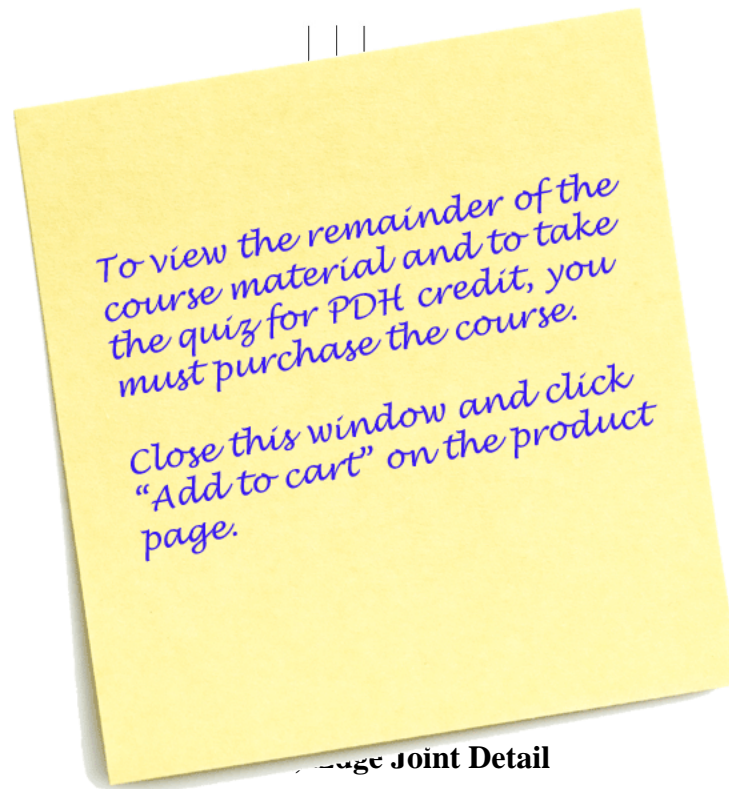 To view the remainder of the
course material and to take
the quiz for PDH credit, you
must purchase the course.
Close this window and click
“Add to cart” on the product
page.
Joint Detail